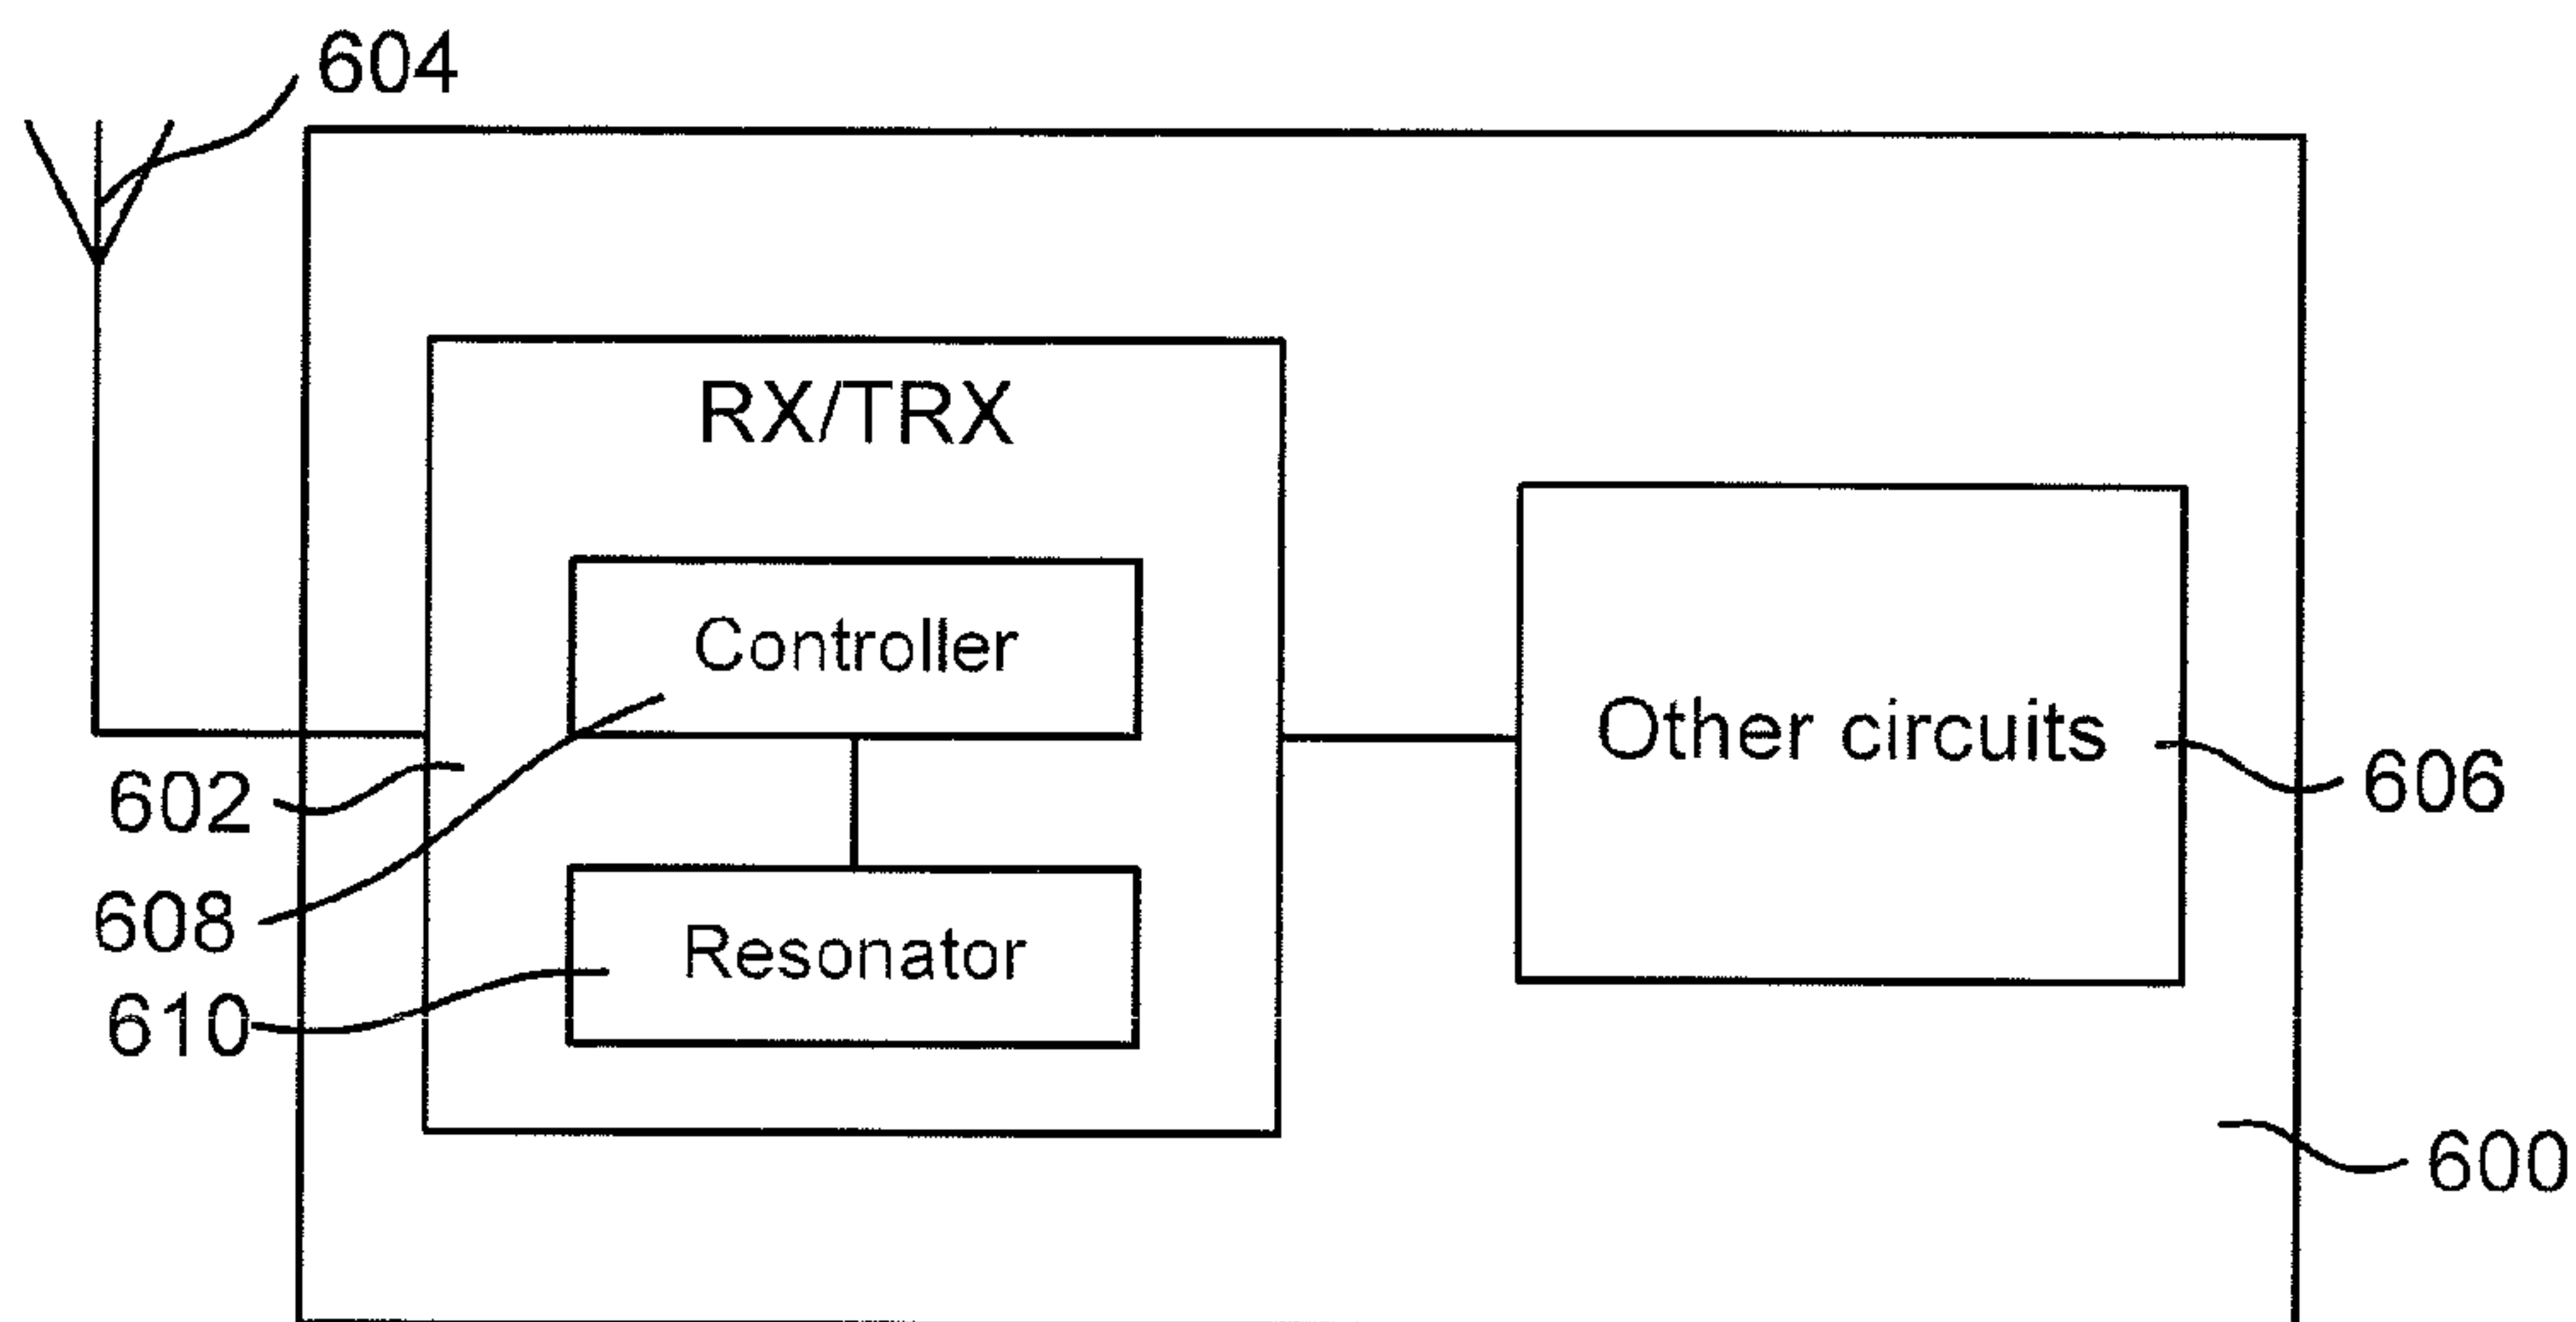 604
RX/TRX
Controller
Other circuits
602
606
608
Resonator
610
600